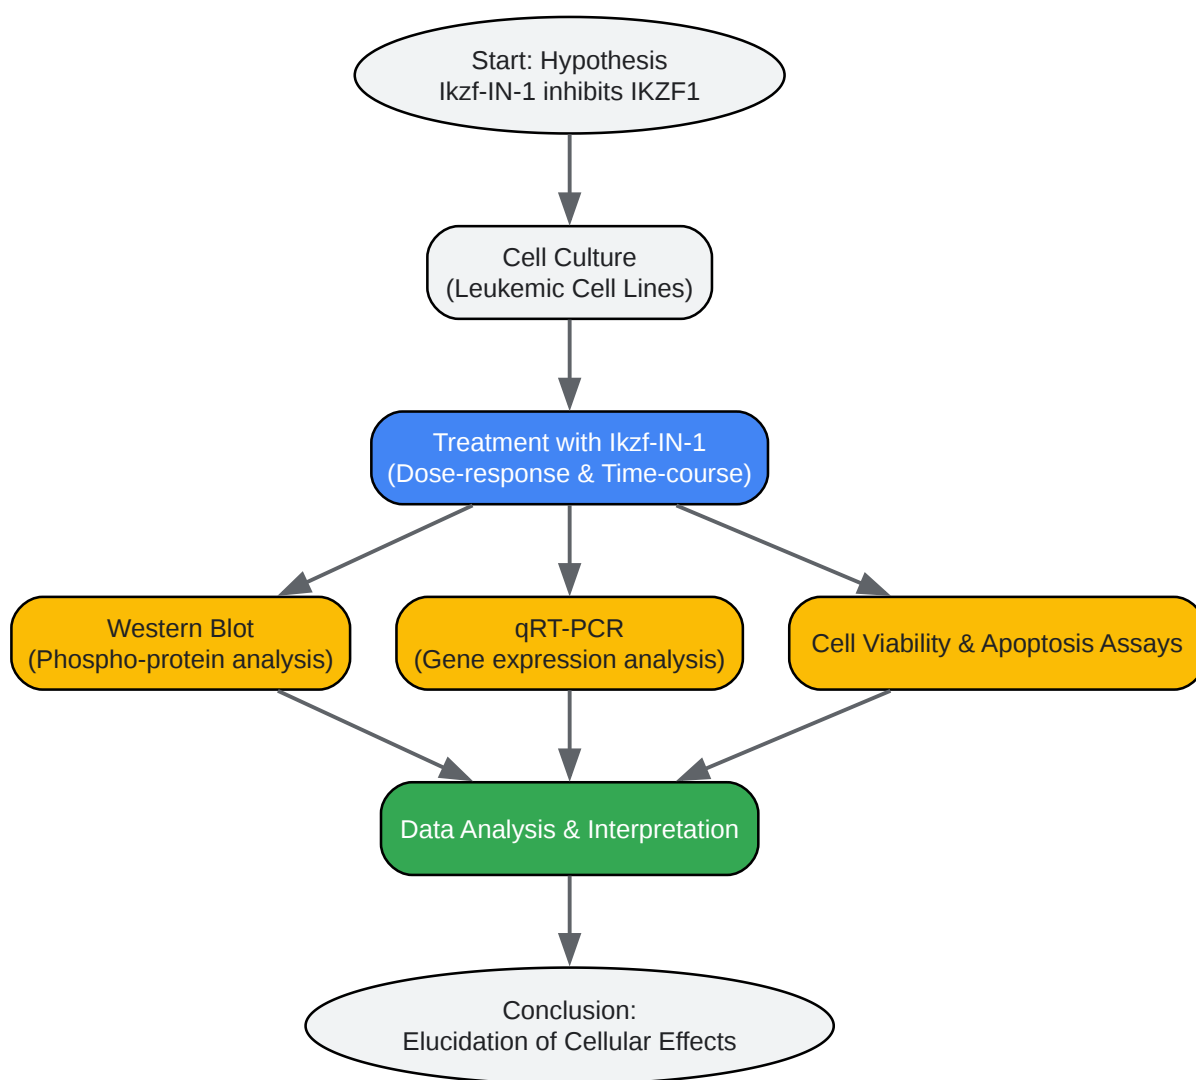 Start: Hypothesis
Ikzf-IN-1 inhibits IKZF1
Cell Culture
(Leukemic Cell Lines)
Treatment with Ikzf-IN-1
(Dose-response & Time-course)
Western Blot
(Phospho-protein analysis)
qRT-PCR
(Gene expression analysis)
Cell Viability & Apoptosis Assays
Data Analysis & Interpretation
Conclusion:
Elucidation of Cellular Effects